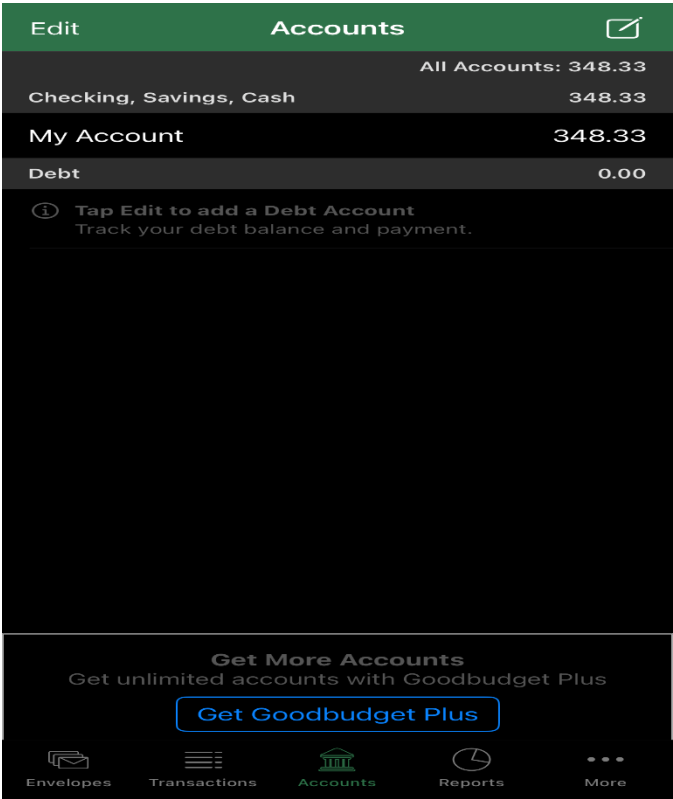 Edit Accounts
All Accounts: 348.33
Checking, Savings, Cash 348.33
My Account 348.33
Debt 0.00
Tap Edit to add a Debt Account
Track your debt balance and payment.
Get More Accounts
Get unlimited accounts with Goodbudget Plus
Get Goodbudget Plus
Envelopes Transactions Accounts Reports More